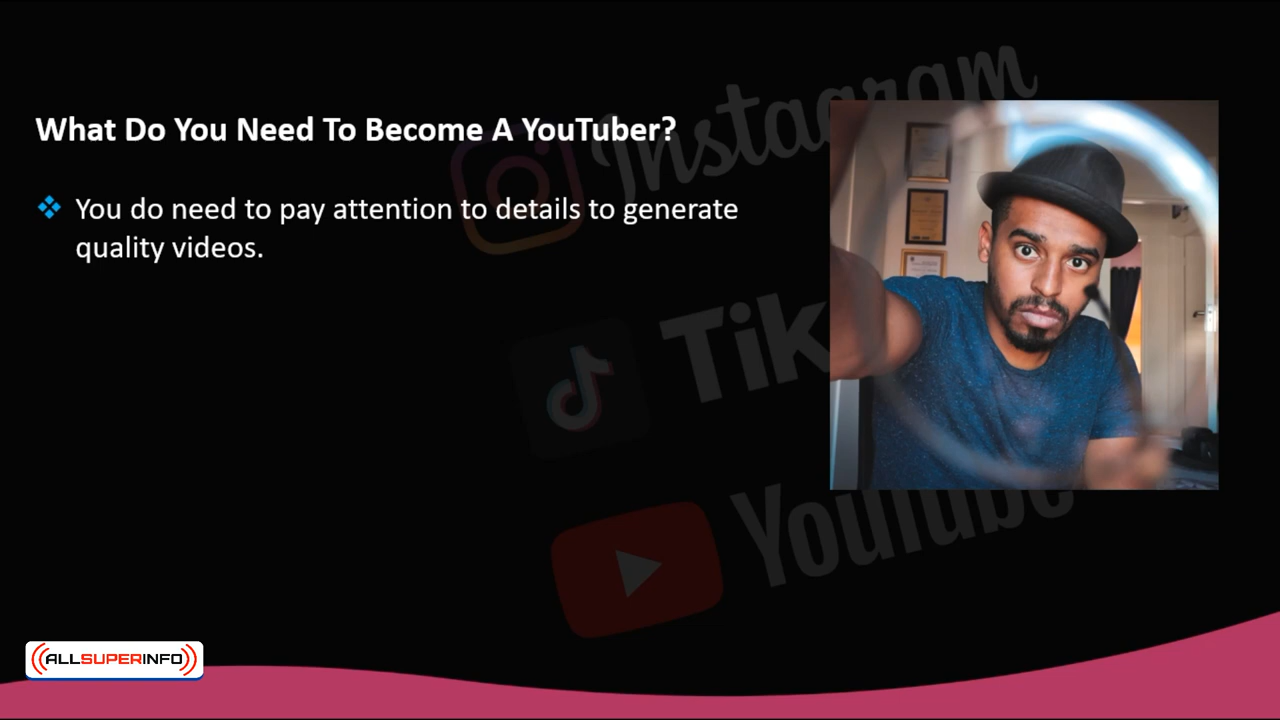 What Do You Need To Become A YouTuber?
You do need to pay attention to details to generate
quality videos.
Instagram
Tik
YouTube
ALLSUPERINFO